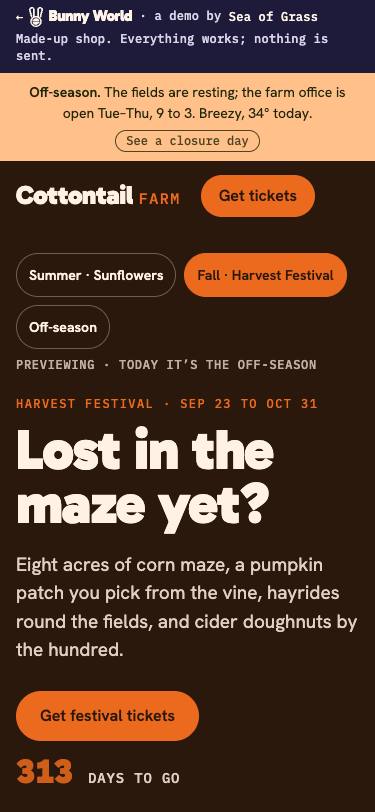 ← Bunny World · a demo by Sea of Grass
Made-up shop. Everything works; nothing is
sent.
Off-season. The fields are resting; the farm office is
open Tue–Thu, 9 to 3. Breezy, 34° today.
See a closure day
Cottontail FARM
Get tickets
Summer · Sunflowers
Fall · Harvest Festival
Off-season
PREVIEWING · TODAY IT’S THE OFF-SEASON
HARVEST FESTIVAL · SEP 23 TO OCT 31
Lost in the
maze yet?
Eight acres of corn maze, a pumpkin
patch you pick from the vine, hayrides
round the fields, and cider doughnuts by
the hundred.
Get festival tickets
313 DAYS TO GO